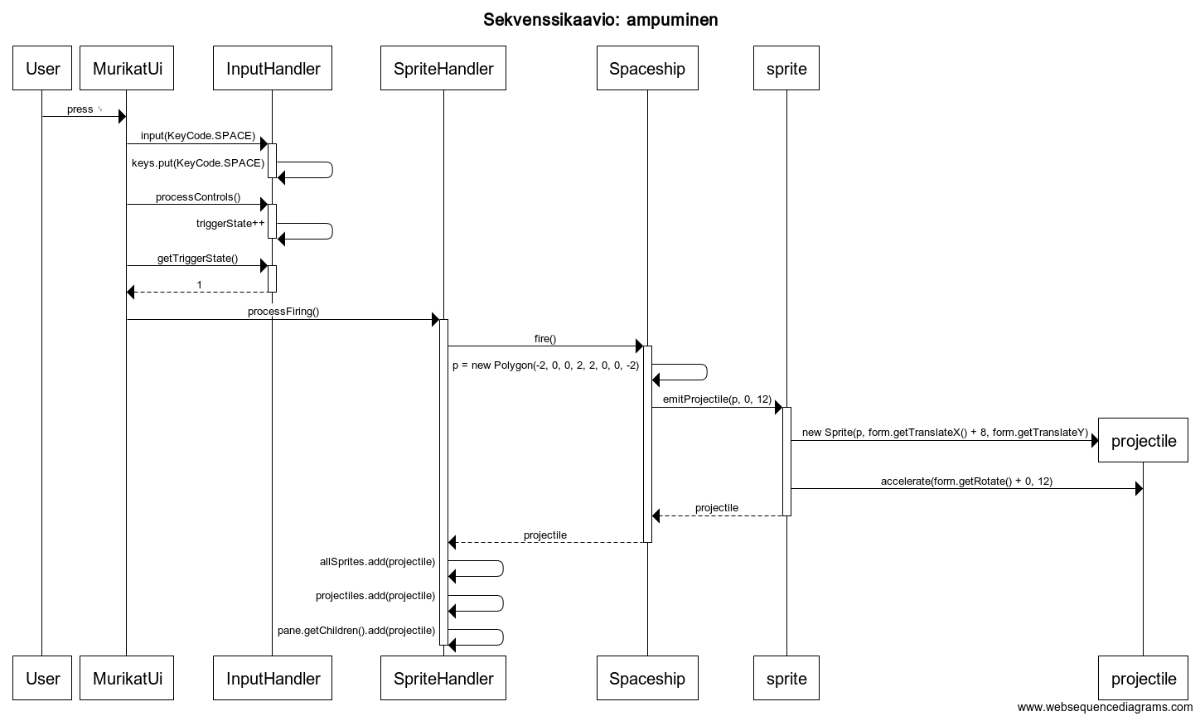 Sekvenssikaavio: ampuminen
User MurikatUi InputHandler SpriteHandler Spaceship sprite
press
input(KeyCode.SPACE)
keys.put(KeyCode.SPACE)
processControls()
triggerState++
getTriggerState()
1
processFiring()
fire()
p = new Polygon(-2, 0, 0, 2, 2, 0, 0, -2)
emitProjectile(p, 0, 12)
new Sprite(p, form.getTranslateX() + 8, form.getTranslateY)
projectile
accelerate(form.getRotate() + 0, 12)
projectile
projectile
allSprites.add(projectile)
projectiles.add(projectile)
pane.getChildren().add(projectile)
User MurikatUi InputHandler SpriteHandler Spaceship sprite projectile
www.websequencediagrams.com